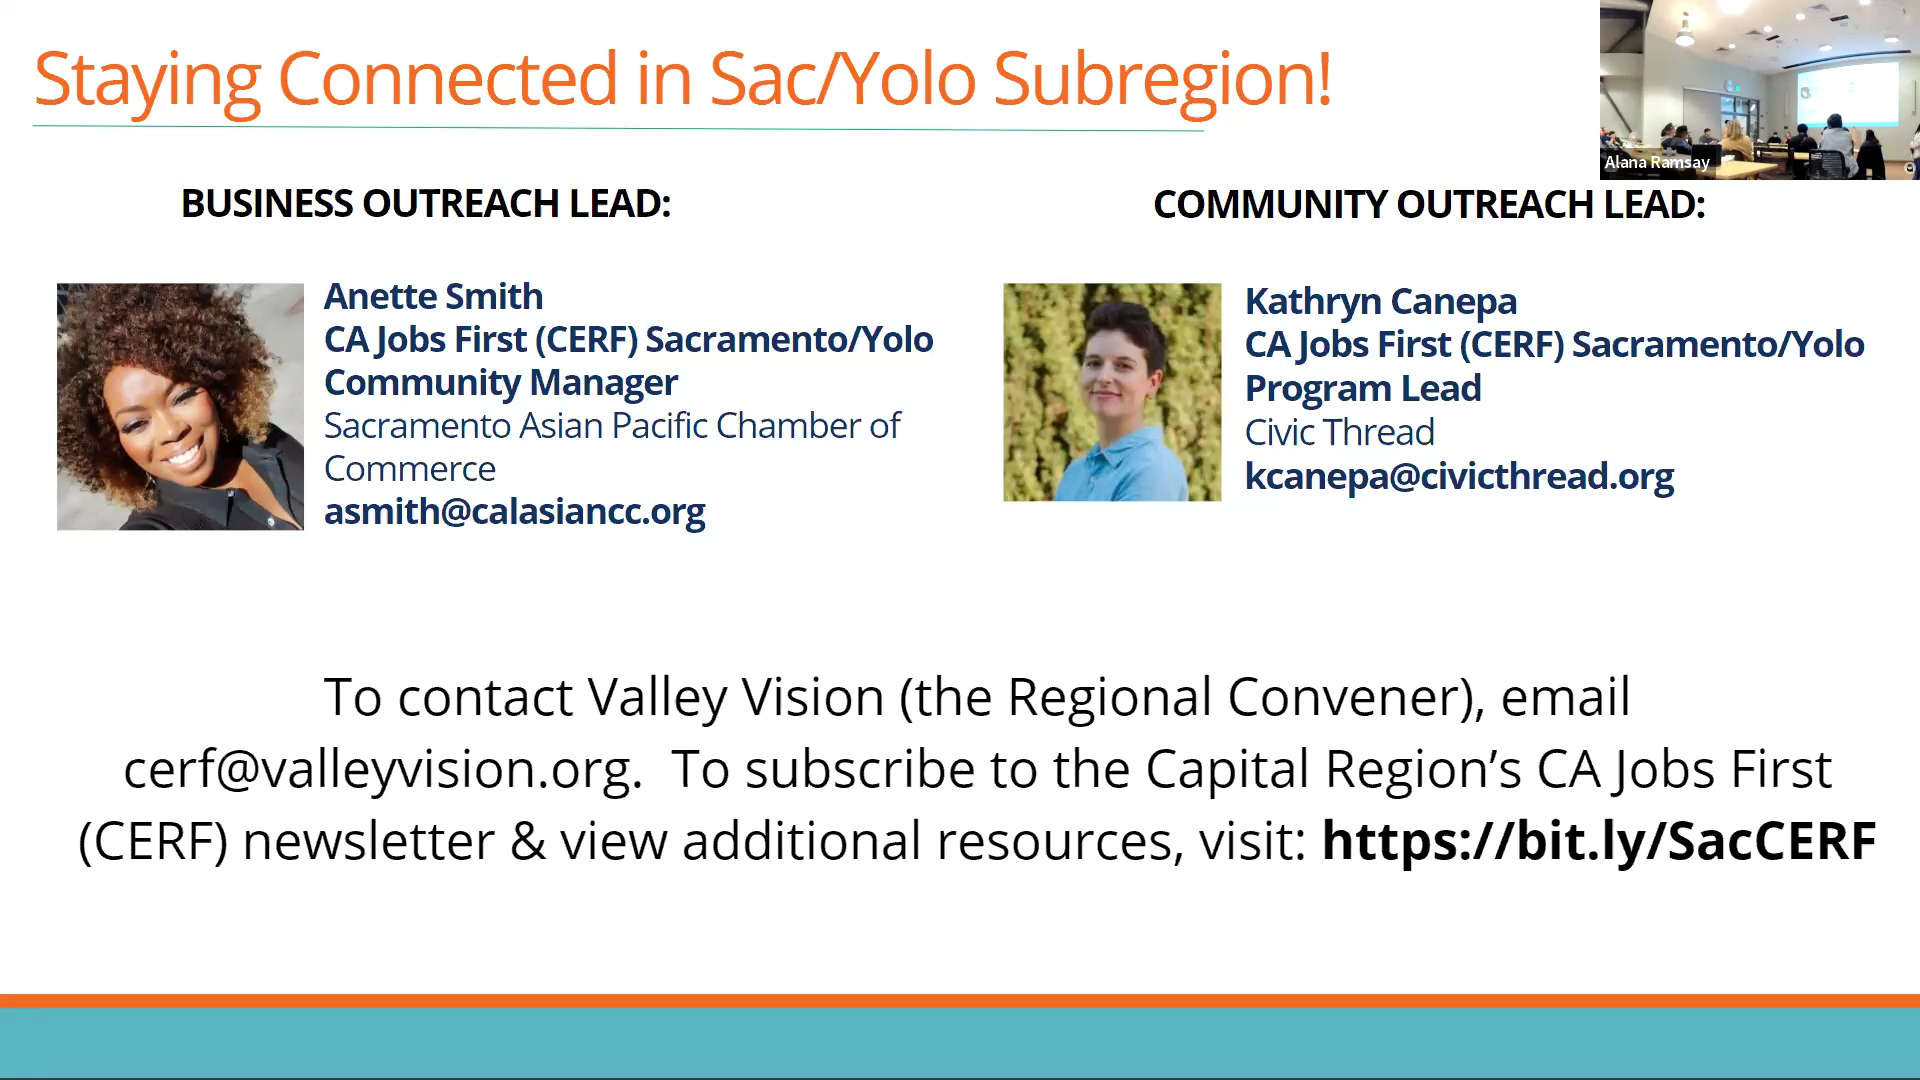 Staying Connected in Sac/Yolo Subregion!
Alana Ramsay
BUSINESS OUTREACH LEAD:
Anette Smith
CA Jobs First (CERF) Sacramento/Yolo
Community Manager
Sacramento Asian Pacific Chamber of
Commerce
asmith@calasiancc.org
COMMUNITY OUTREACH LEAD:
Kathryn Canepa
CA Jobs First (CERF) Sacramento/Yolo
Program Lead
Civic Thread
kcanepa@civicthread.org
To contact Valley Vision (the Regional Convener), email
cerf@valleyvision.org.  To subscribe to the Capital Region’s CA Jobs First
(CERF) newsletter & view additional resources, visit: https://bit.ly/SacCERF